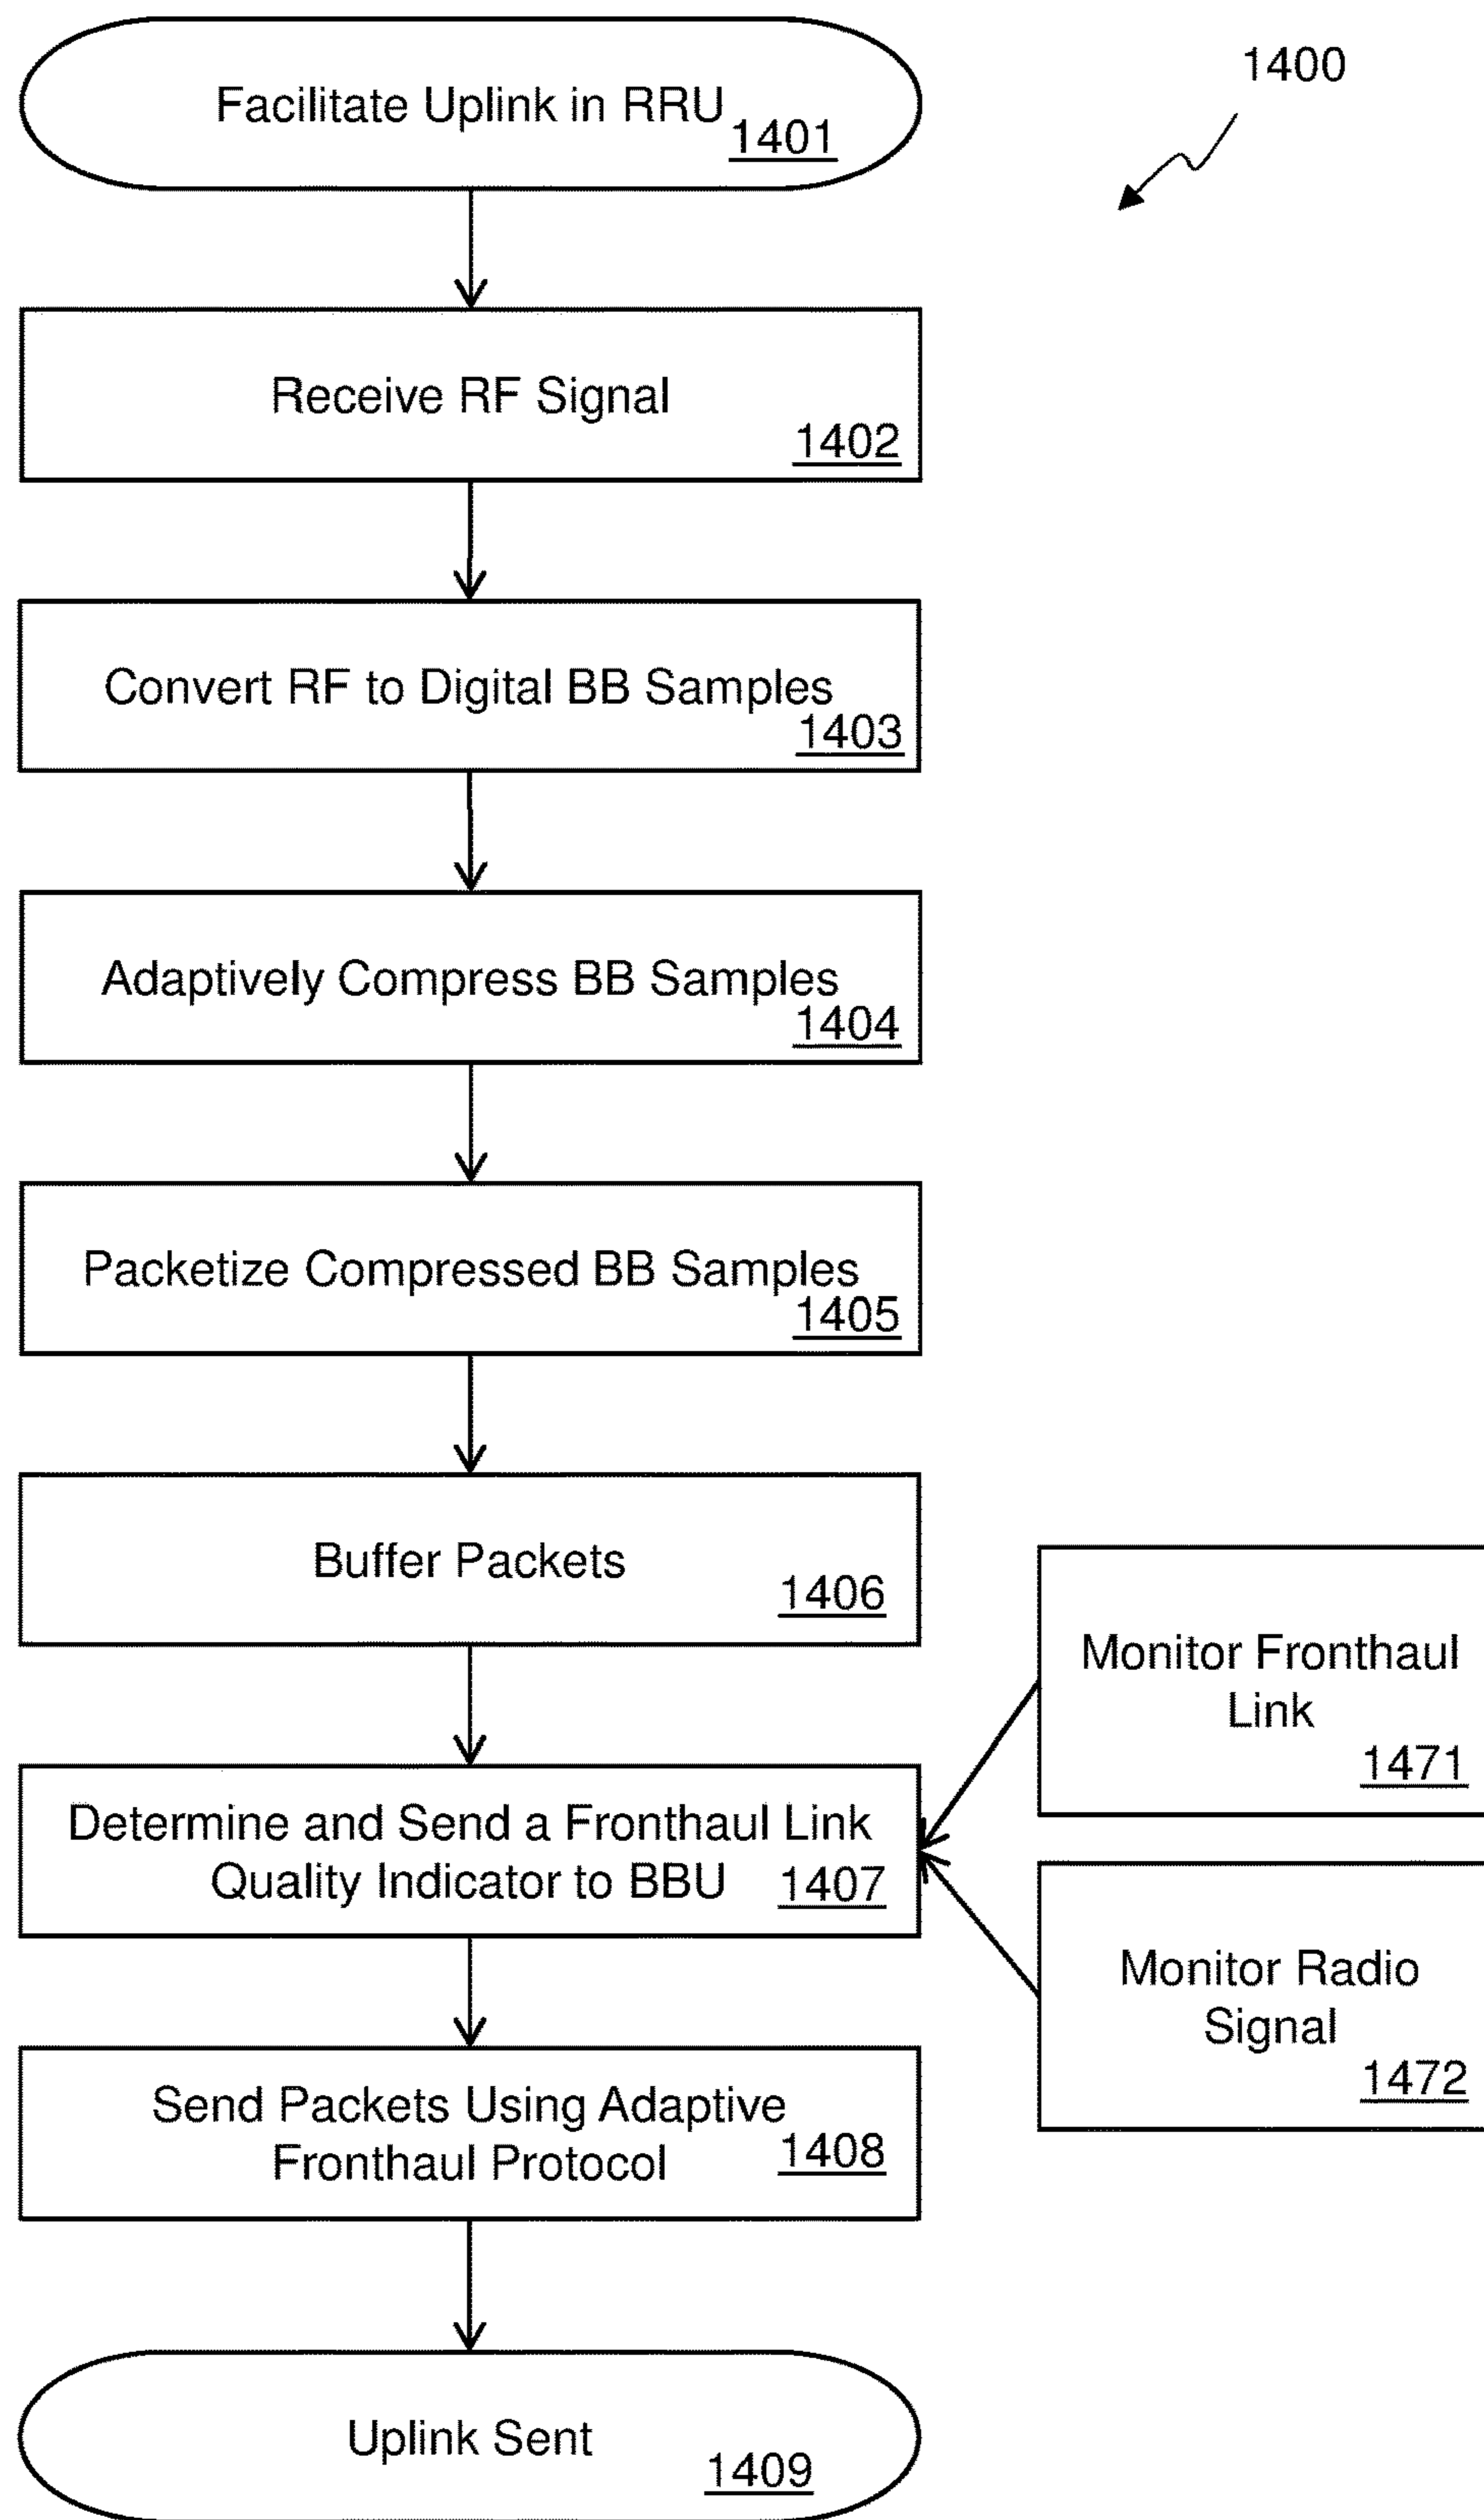 1400
Facilitate Uplink in RRU
1401
Receive RF Signal
1402
Convert RF to Digital BB Samples
1403
Adaptively Compress BB Samples
1404
Packetize Compressed BB Samples
1405
Buffer Packets
1406
Determine and Send a Fronthaul Link
Quality Indicator to BBU
1407
Monitor Fronthaul
Link
1471
Monitor Radio
Signal
1472
Send Packets Using Adaptive
Fronthaul Protocol
1408
Uplink Sent
1409